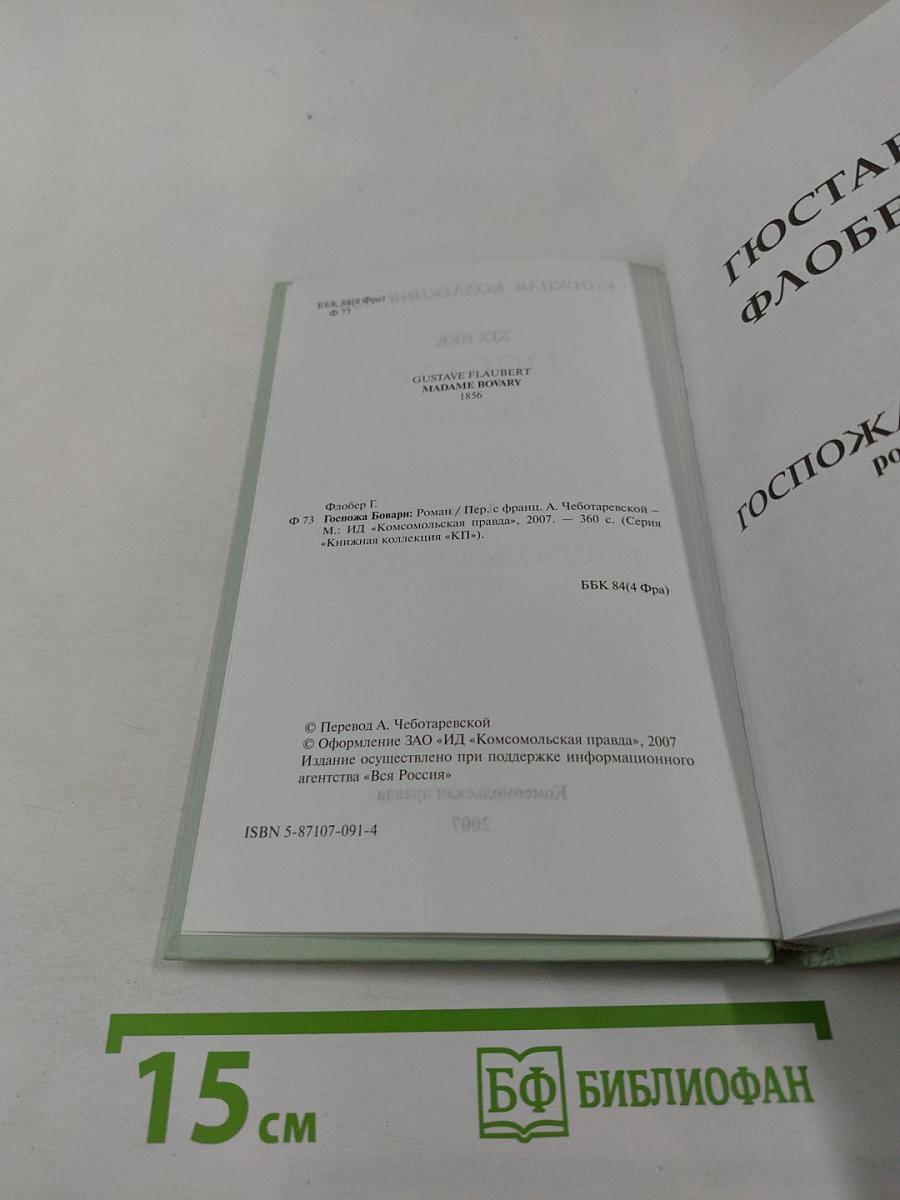 ББК 84(4 Фра)
Ф 73
GUSTAVE FLAUBERT
MADAME BOVARY
1856
Флобер Г.
Ф 73 Госпожа Бовари: Роман / Пер. с франц. А. Чеботаревской –
М.: ИД «Комсомольская правда», 2007. — 360 с. (Серия
«Книжная коллекция «КП»).
ББК 84(4 Фра)
© Перевод А. Чеботаревской
© Оформление ЗАО «ИД «Комсомольская правда», 2007
Издание осуществлено при поддержке информационного
агентства «Вся Россия»
ISBN 5-87107-091-4
ГЮСТАВ
ФЛОБЕ
ГОСПОЖА
ро
15 см
БФ БИБЛИОФАН